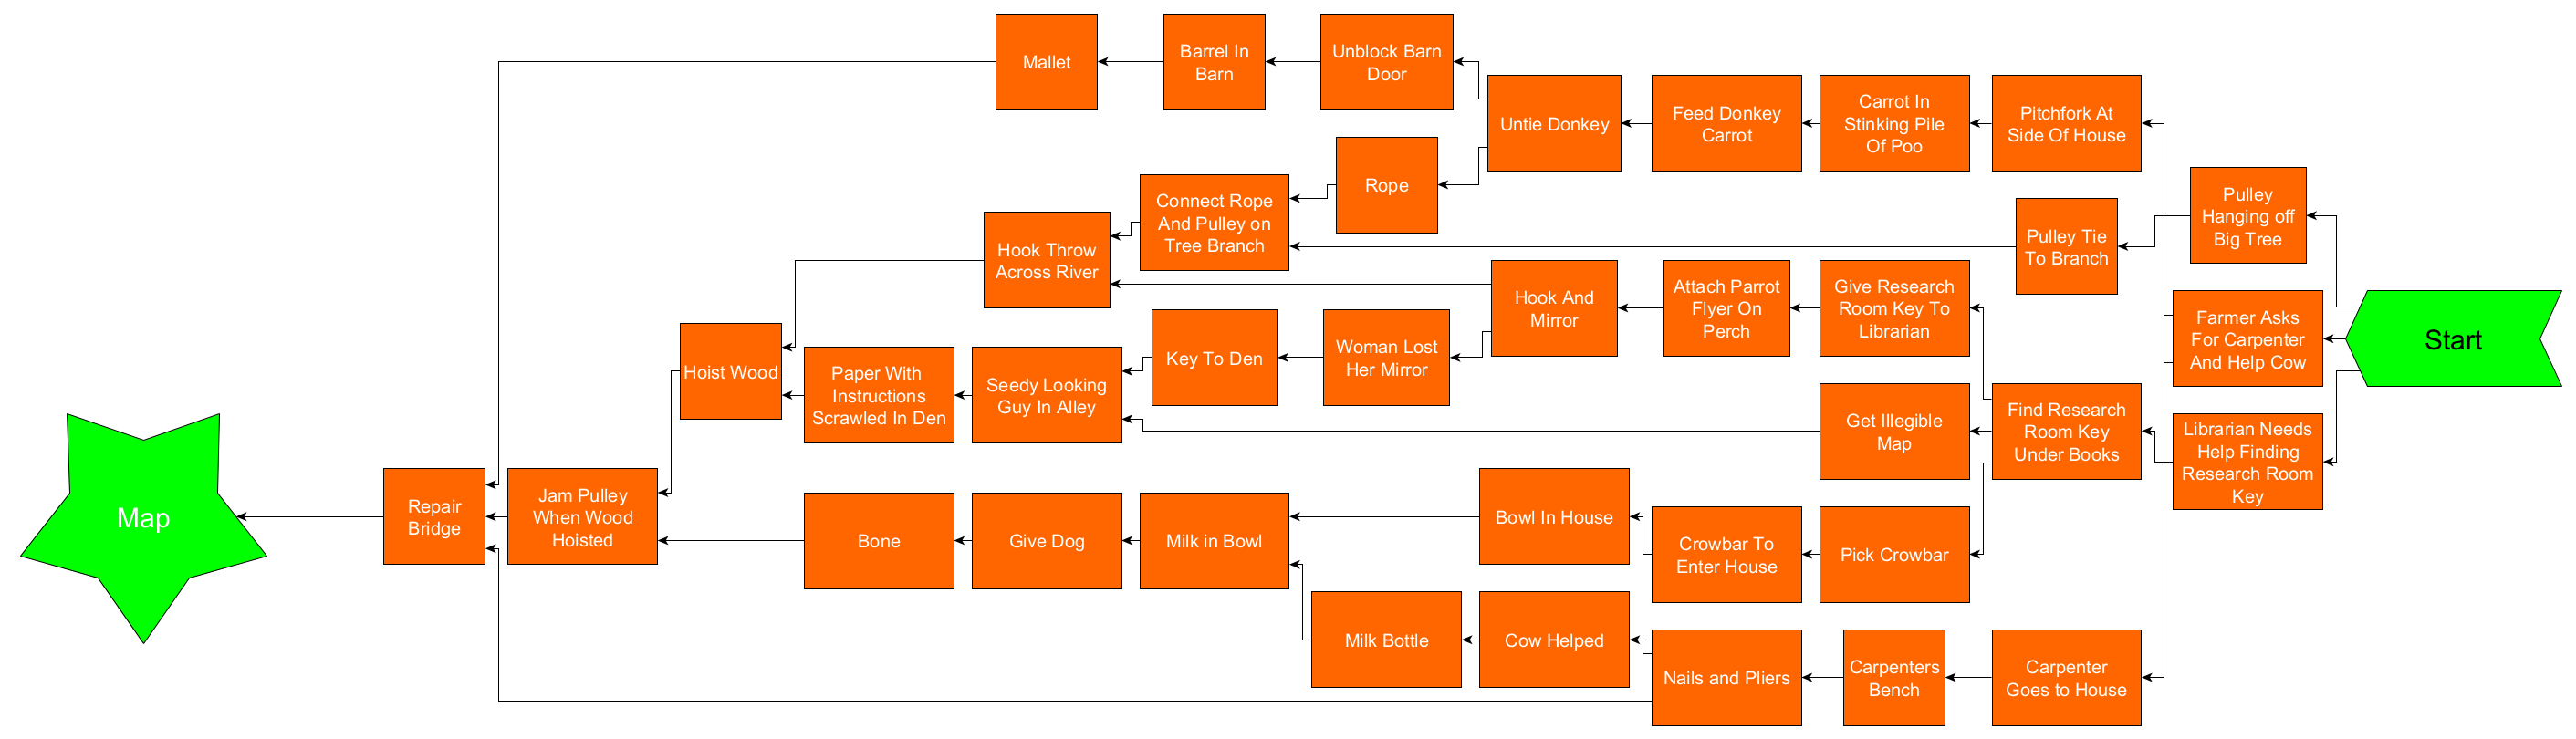 Mallet
Barrel In
Barn
Unblock Barn
Door
Untie Donkey
Feed Donkey
Carrot
Carrot In
Stinking Pile
Of Poo
Pitchfork At
Side Of House
Rope
Connect Rope
And Pulley on
Tree Branch
Pulley
Hanging off
Big Tree
Pulley Tie
To Branch
Hook Throw
Across River
Hook And
Mirror
Attach Parrot
Flyer On
Perch
Give Research
Room Key To
Librarian
Farmer Asks
For Carpenter
And Help Cow
Start
Hoist Wood
Paper With
Instructions
Scrawled In Den
Seedy Looking
Guy In Alley
Key To Den
Woman Lost
Her Mirror
Get Illegible
Map
Find Research
Room Key
Under Books
Librarian Needs
Help Finding
Research Room
Key
Map
Repair
Bridge
Jam Pulley
When Wood
Hoisted
Bone
Give Dog
Milk in Bowl
Bowl In House
Crowbar To
Enter House
Pick Crowbar
Milk Bottle
Cow Helped
Nails and Pliers
Carpenters
Bench
Carpenter
Goes to House